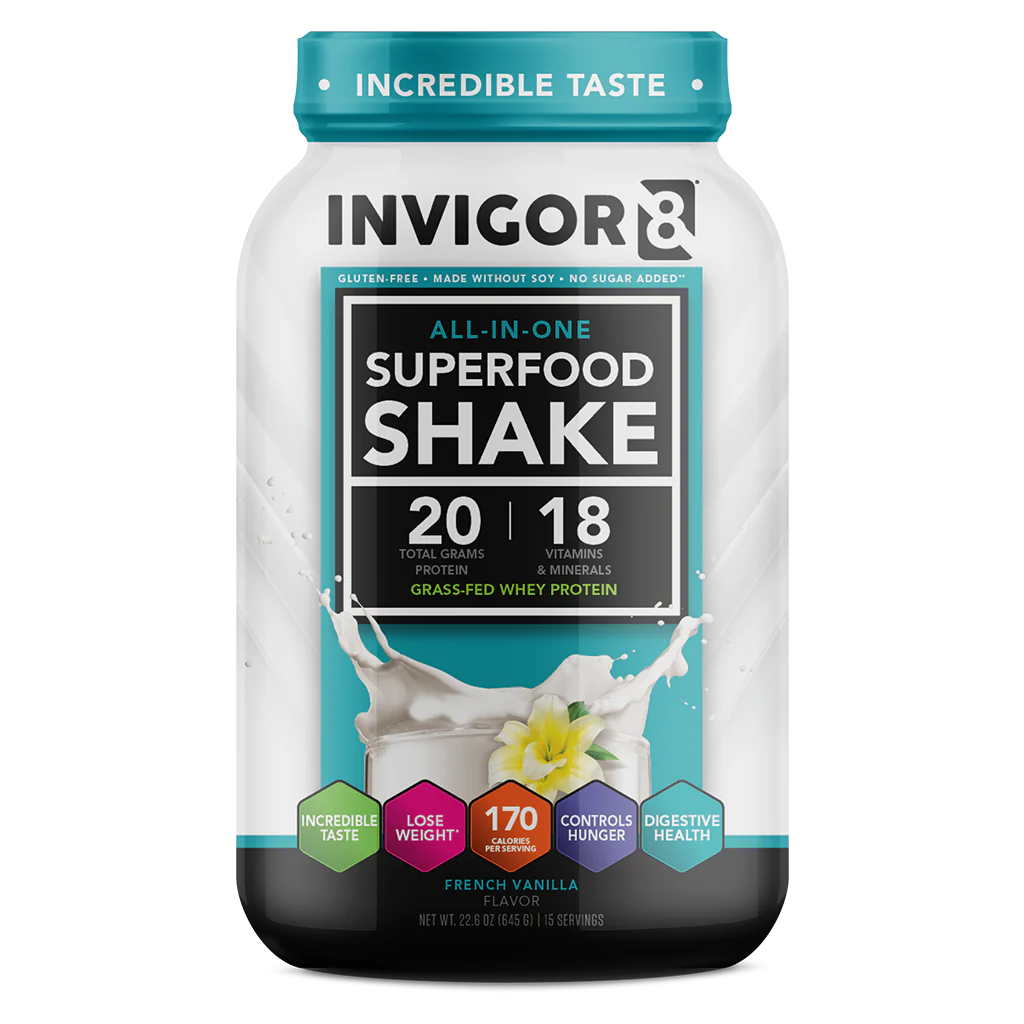 • INCREDIBLE TASTE •
INVIGOR8
GLUTEN-FREE • MADE WITHOUT SOY • NO SUGAR ADDED**
ALL-IN-ONE
SUPERFOOD
SHAKE
20 | 18
TOTAL GRAMS VITAMINS
PROTEIN & MINERALS
GRASS-FED WHEY PROTEIN
INCREDIBLE LOSE 170 CONTROLS DIGESTIVE
TASTE WEIGHT* CALORIES HUNGER HEALTH
PER SERVING
FRENCH VANILLA
FLAVOR
NET WT. 22.6 OZ (645 G) | 15 SERVINGS